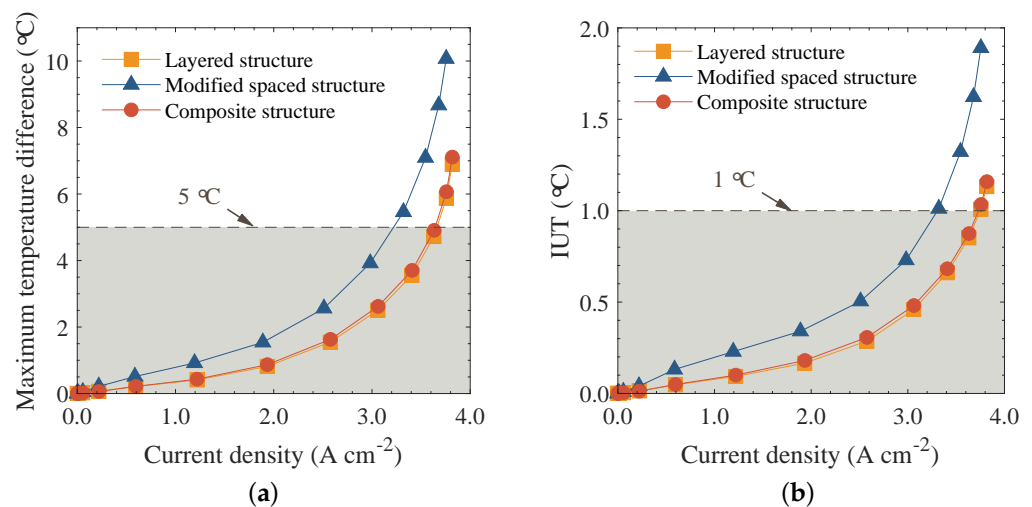 Maximum temperature difference (°C)
10
8
6
4
2
0
Layered structure
Modified spaced structure
Composite structure
5 °C
0.0 1.0 2.0 3.0 4.0
Current density (A cm-2)
(a)
IUT (°C)
2.0
1.5
1.0
0.5
0.0
Layered structure
Modified spaced structure
Composite structure
1 °C
0.0 1.0 2.0 3.0 4.0
Current density (A cm-2)
(b)